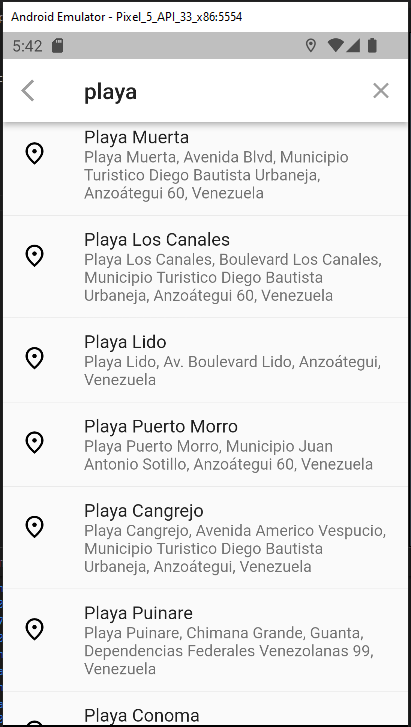 Android Emulator - Pixel_5_API_33_x86:5554
5:42
playa
Playa Muerta
Playa Muerta, Avenida Blvd, Municipio
Turistico Diego Bautista Urbaneja,
Anzoátegui 60, Venezuela
Playa Los Canales
Playa Los Canales, Boulevard Los Canales,
Municipio Turistico Diego Bautista
Urbaneja, Anzoátegui 60, Venezuela
Playa Lido
Playa Lido, Av. Boulevard Lido, Anzoátegui,
Venezuela
Playa Puerto Morro
Playa Puerto Morro, Municipio Juan
Antonio Sotillo, Anzoátegui 60, Venezuela
Playa Cangrejo
Playa Cangrejo, Avenida Americo Vespucio,
Municipio Turistico Diego Bautista
Urbaneja, Anzoátegui, Venezuela
Playa Puinare
Playa Puinare, Chimana Grande, Guanta,
Dependencias Federales Venezolanas 99,
Venezuela
Playa Conoma